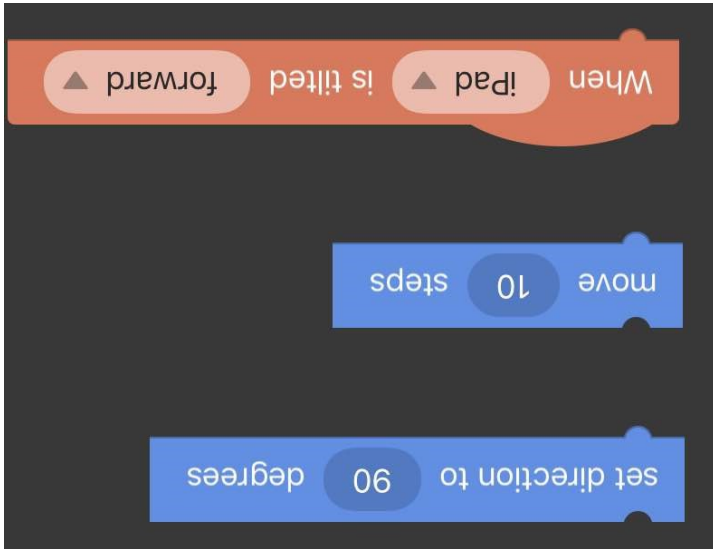 set direction to 90 degrees
move 10 steps
When iPad is tilted forward